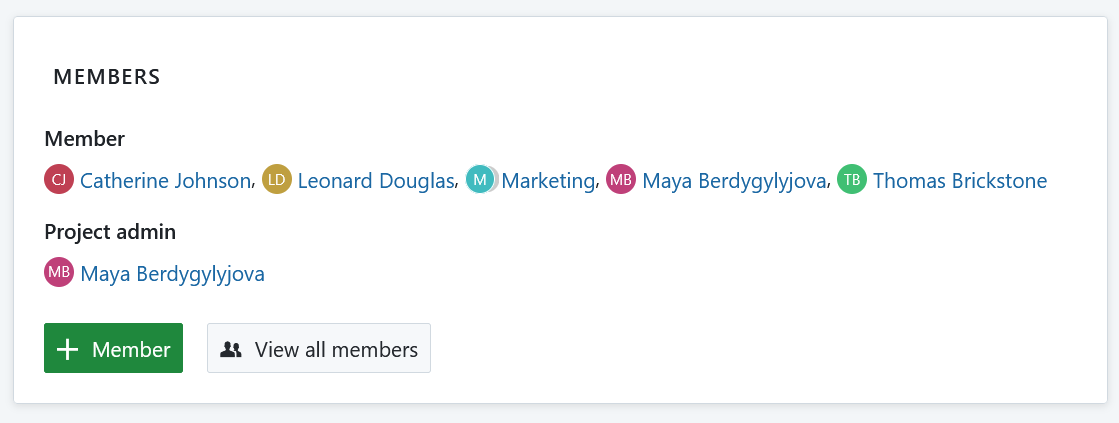 MEMBERS
Member
CJ Catherine Johnson, LD Leonard Douglas, M Marketing, MB Maya Berdygylyjova, TB Thomas Brickstone
Project admin
MB Maya Berdygylyjova
+ Member View all members